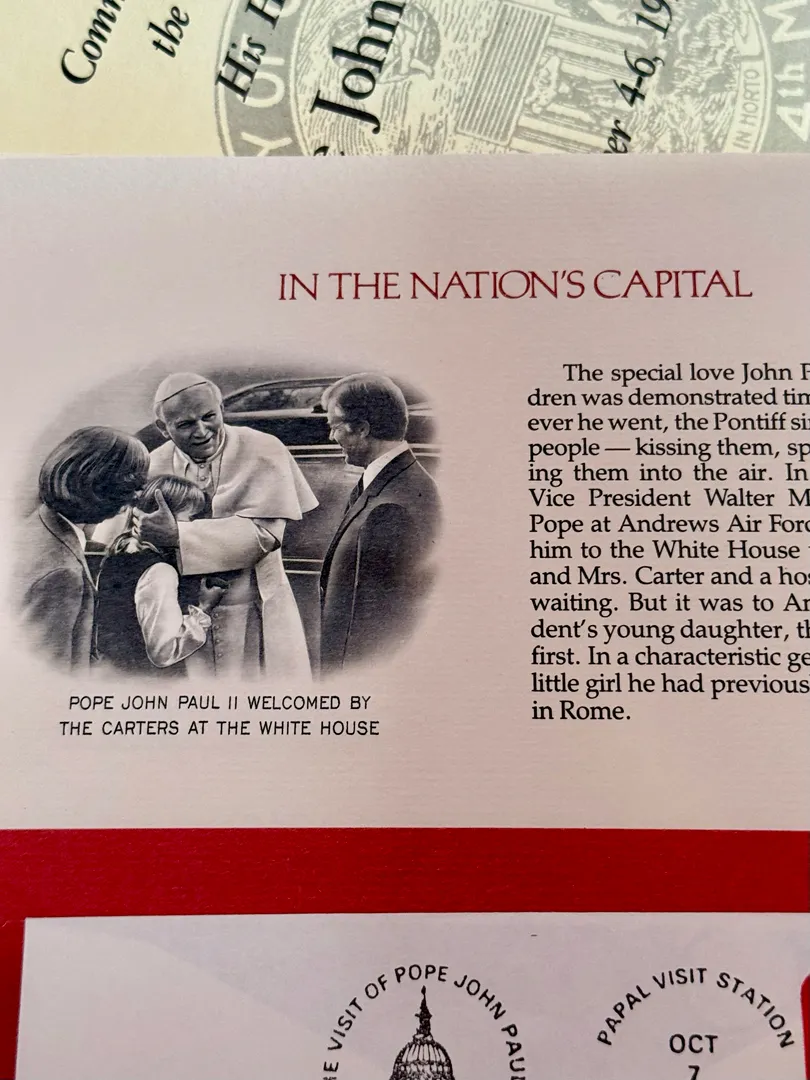 Comm
the
His H
John
er 4-6, 19
Y OF
IN HORTO
4th M
IN THE NATION'S CAPITAL
The special love John P
dren was demonstrated tim
ever he went, the Pontiff si
people — kissing them, sp
ing them into the air. In
Vice President Walter M
Pope at Andrews Air Forc
him to the White House
and Mrs. Carter and a hos
waiting. But it was to Am
dent's young daughter, th
first. In a characteristic ge
little girl he had previous
in Rome.
POPE JOHN PAUL II WELCOMED BY
THE CARTERS AT THE WHITE HOUSE
HE VISIT OF POPE JOHN PAUL
PAPAL VISIT STATION
OCT
7